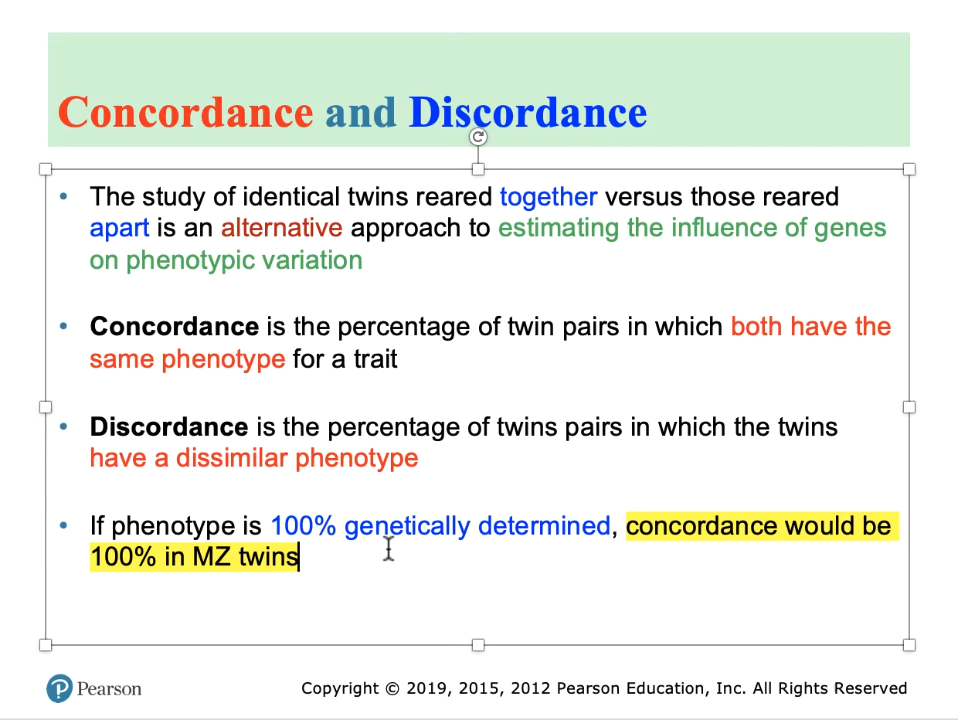 Concordance and Discordance
• The study of identical twins reared together versus those reared
apart is an alternative approach to estimating the influence of genes
on phenotypic variation
• Concordance is the percentage of twin pairs in which both have the
same phenotype for a trait
• Discordance is the percentage of twins pairs in which the twins
have a dissimilar phenotype
• If phenotype is 100% genetically determined, concordance would be
100% in MZ twins
Pearson
Copyright © 2019, 2015, 2012 Pearson Education, Inc. All Rights Reserved